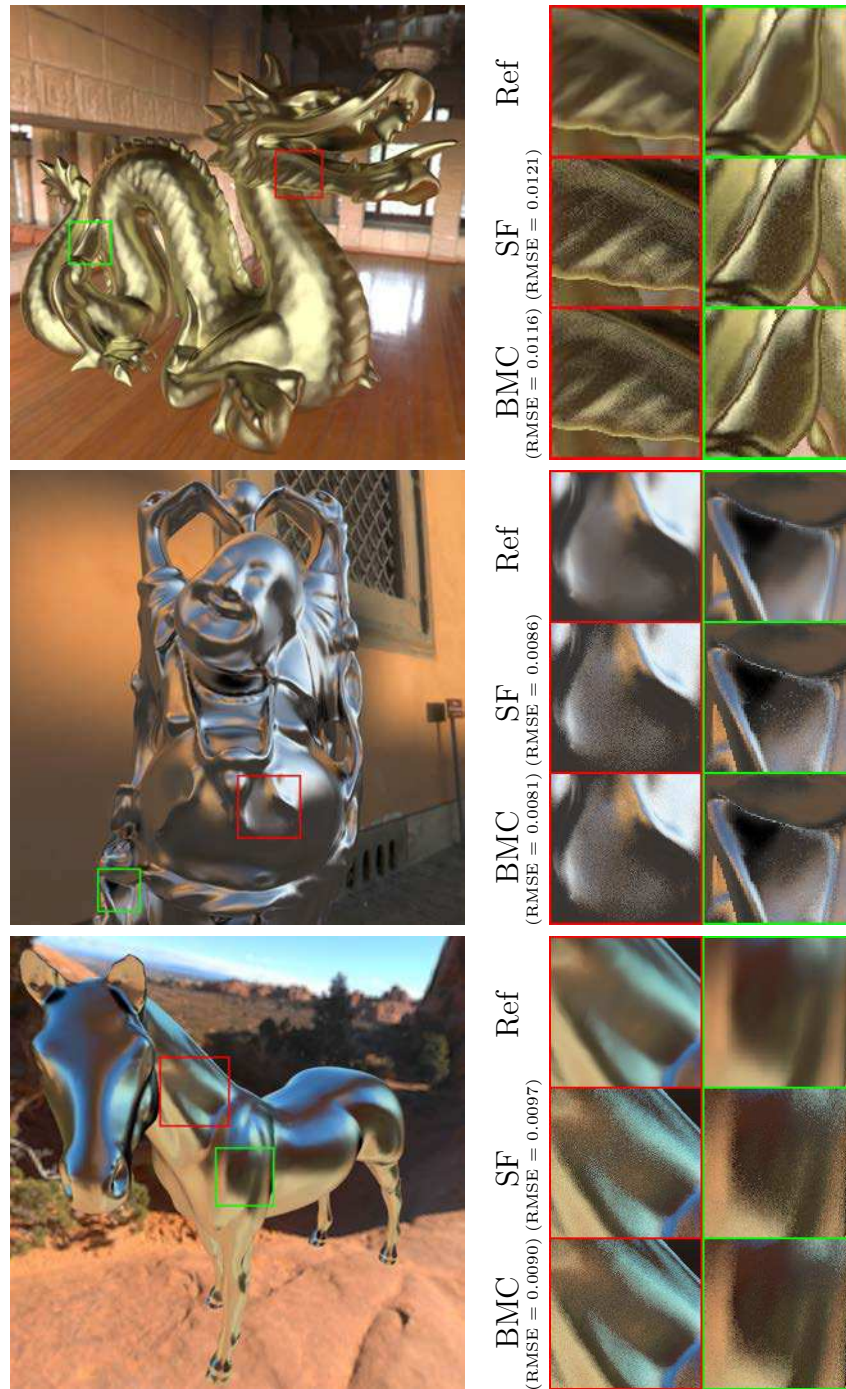 Ref
SF
(RMSE = 0.0121)
BMC
(RMSE = 0.0116)
Ref
SF
(RMSE = 0.0086)
BMC
(RMSE = 0.0081)
Ref
SF
(RMSE = 0.0097)
BMC
(RMSE = 0.0090)